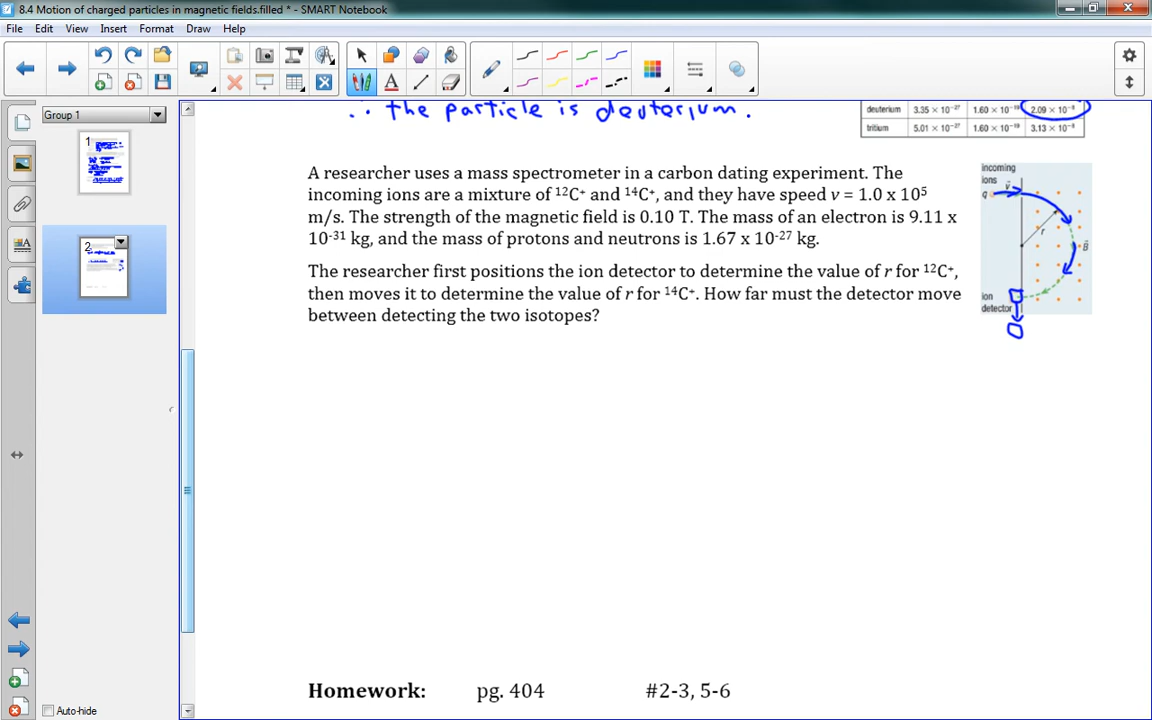 8.4 Motion of charged particles in magnetic fields.filled * - SMART Notebook
File Edit View Insert Format Draw Help
Group 1
1
2
∴ the particle is deuterium.
deuterium 3.35 × 10⁻²⁷ 1.60 × 10⁻¹⁹ 2.09 × 10⁻⁸
tritium 5.01 × 10⁻²⁷ 1.60 × 10⁻¹⁹ 3.13 × 10⁻⁸
A researcher uses a mass spectrometer in a carbon dating experiment. The
incoming ions are a mixture of ¹²C⁺ and ¹⁴C⁺, and they have speed v = 1.0 x 10⁵
m/s. The strength of the magnetic field is 0.10 T. The mass of an electron is 9.11 x
10⁻³¹ kg, and the mass of protons and neutrons is 1.67 x 10⁻²⁷ kg.
The researcher first positions the ion detector to determine the value of r for ¹²C⁺,
then moves it to determine the value of r for ¹⁴C⁺. How far must the detector move
between detecting the two isotopes?
incoming
ions
q
v
r
B
ion
detector
Homework: pg. 404 #2-3, 5-6
Auto-hide